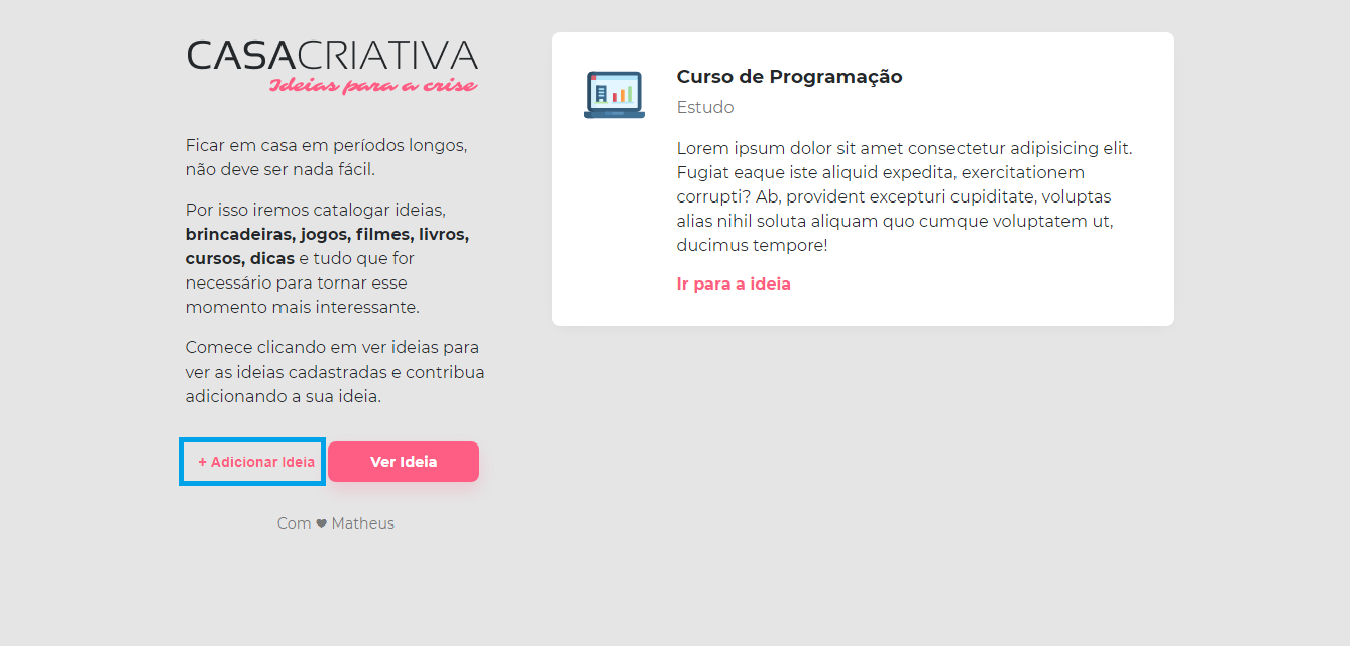 CASACRIATIVA
Ideias para a crise
Ficar em casa em períodos longos,
não deve ser nada fácil.
Por isso iremos catalogar ideias,
brincadeiras, jogos, filmes, livros,
cursos, dicas e tudo que for
necessário para tornar esse
momento mais interessante.
Comece clicando em ver ideias para
ver as ideias cadastradas e contribua
adicionando a sua ideia.
+ Adicionar Ideia
Ver Ideia
Com ♥ Matheus
Curso de Programação
Estudo
Lorem ipsum dolor sit amet consectetur adipisicing elit.
Fugiat eaque iste aliquid expedita, exercitationem
corrupti? Ab, provident excepturi cupiditate, voluptas
alias nihil soluta aliquam quo cumque voluptatem ut,
ducimus tempore!
Ir para a ideia